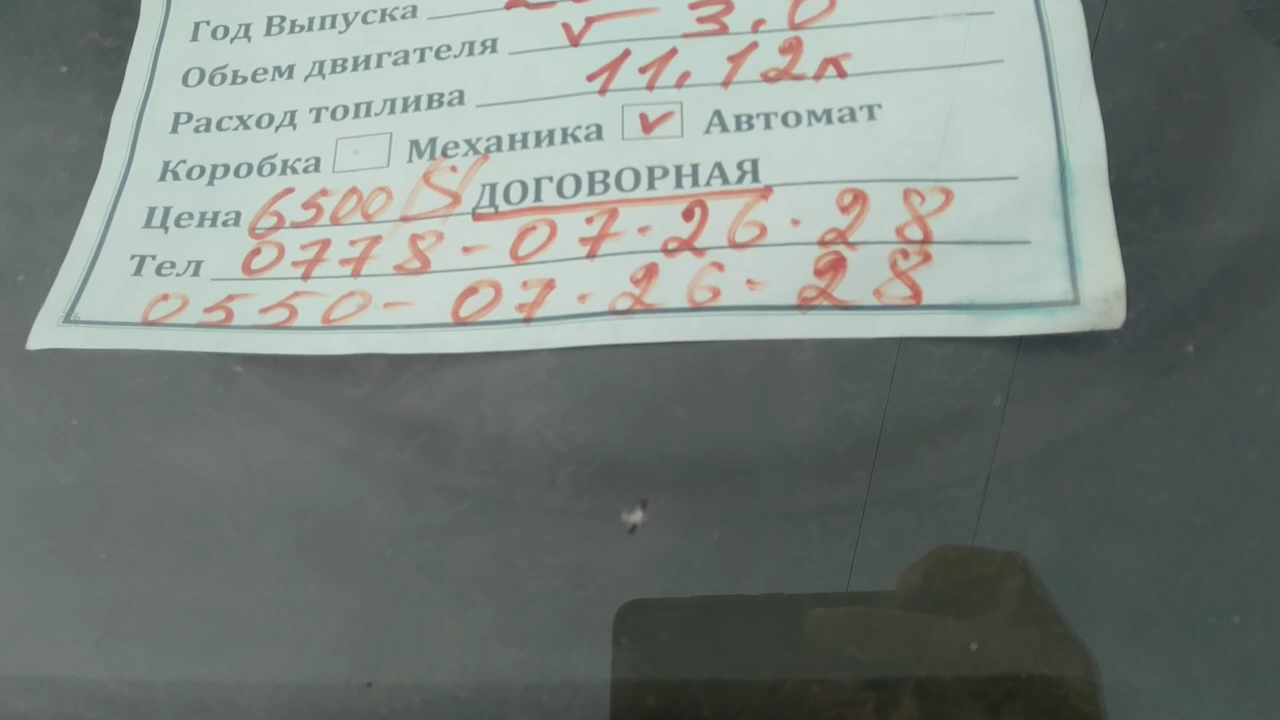 Год Выпуска
Обьем двигателя V 3,0
Расход топлива 11,12л
Коробка Механика ✓ Автомат
Цена 6500 $ ДОГОВОРНАЯ
Тел 0778-07-26-28
0550-07-26-28